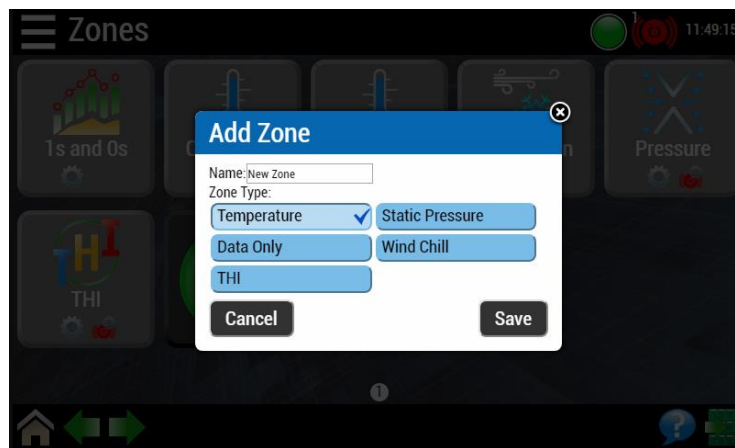 Zones
1
11:49:15
1s and 0s
Pressure
Add Zone
Name: New Zone
Zone Type:
Temperature
Static Pressure
Data Only
Wind Chill
THI
Cancel
Save
THI
THI
1